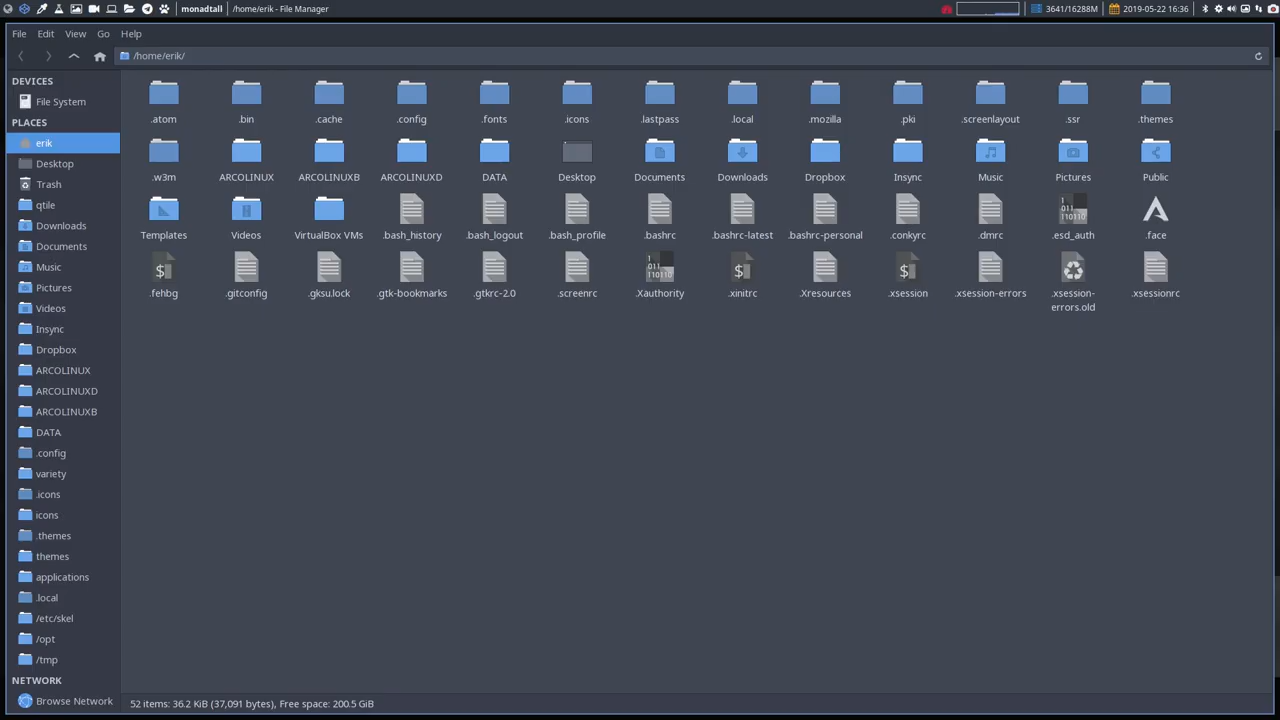 monadtall
/home/erik - File Manager
3641/16288M
2019-05-22 16:36
File Edit View Go Help
/home/erik/
DEVICES
File System
PLACES
erik
Desktop
Trash
qtile
Downloads
Documents
Music
Pictures
Videos
Insync
Dropbox
ARCOLINUX
ARCOLINUXD
ARCOLINUXB
DATA
.config
variety
.icons
icons
.themes
themes
applications
.local
/etc/skel
/opt
/tmp
NETWORK
Browse Network
.atom .bin .cache .config .fonts .icons .lastpass .local .mozilla .pki .screenlayout .ssr .themes
.w3m ARCOLINUX ARCOLINUXB ARCOLINUXD DATA Desktop Documents Downloads Dropbox Insync Music Pictures Public
Templates Videos VirtualBox VMs .bash_history .bash_logout .bash_profile .bashrc .bashrc-latest .bashrc-personal .conkyrc .dmrc .esd_auth .face
.fehbg .gitconfig .gksu.lock .gtk-bookmarks .gtkrc-2.0 .screenrc .Xauthority .xinitrc .Xresources .xsession .xsession-errors .xsession- .xsessionrc
errors.old
52 items: 36.2 KiB (37,091 bytes), Free space: 200.5 GiB